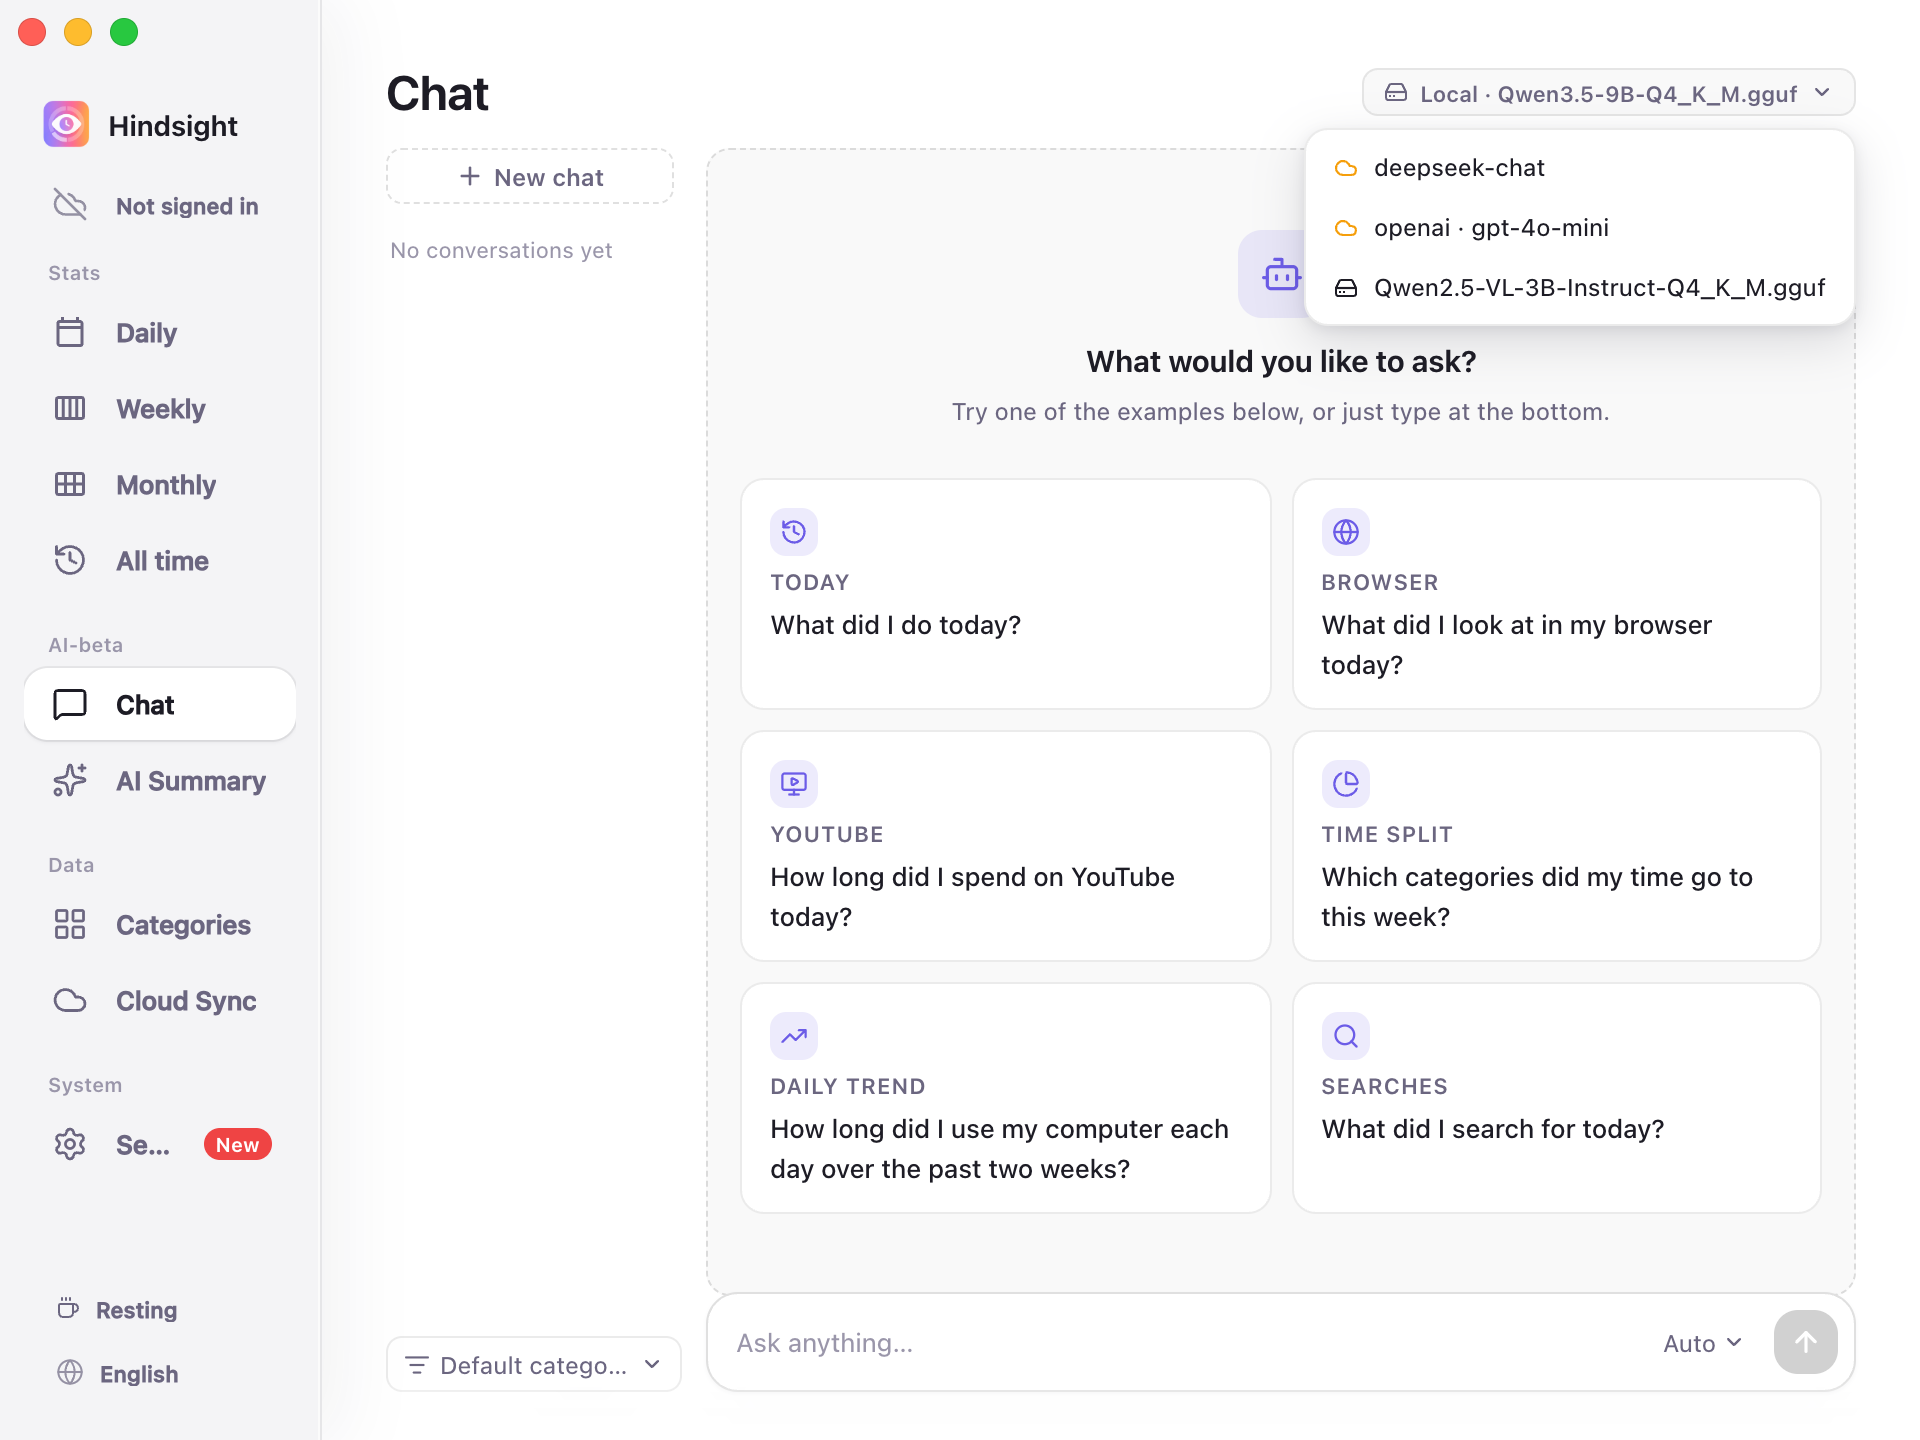 Hindsight
Not signed in
Stats
Daily
Weekly
Monthly
All time
AI-beta
Chat
AI Summary
Data
Categories
Cloud Sync
System
Se...
New
Resting
English
Chat
Local · Qwen3.5-9B-Q4_K_M.gguf
deepseek-chat
openai · gpt-4o-mini
Qwen2.5-VL-3B-Instruct-Q4_K_M.gguf
New chat
No conversations yet
Default catego...
What would you like to ask?
Try one of the examples below, or just type at the bottom.
TODAY
What did I do today?
BROWSER
What did I look at in my browser
today?
YOUTUBE
How long did I spend on YouTube
today?
TIME SPLIT
Which categories did my time go to
this week?
DAILY TREND
How long did I use my computer each
day over the past two weeks?
SEARCHES
What did I search for today?
Ask anything...
Auto